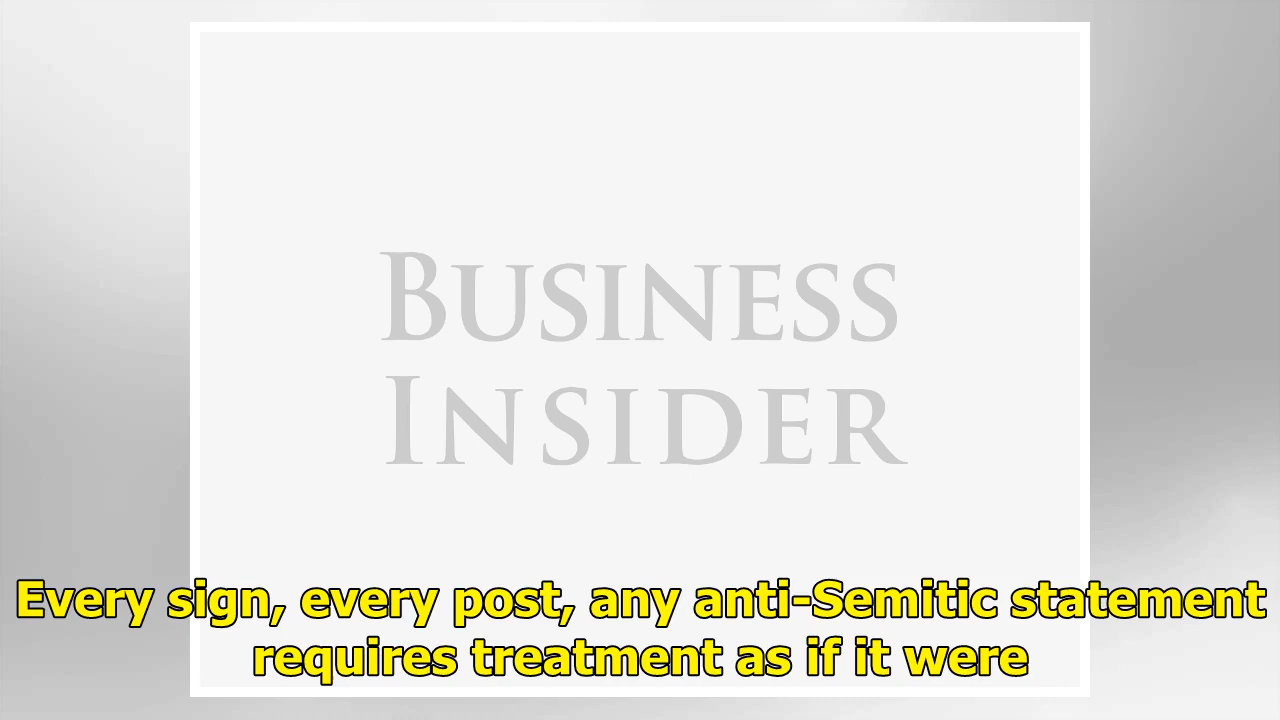 BUSINESS
INSIDER
Every sign, every post, any anti-Semitic statement
requires treatment as if it were